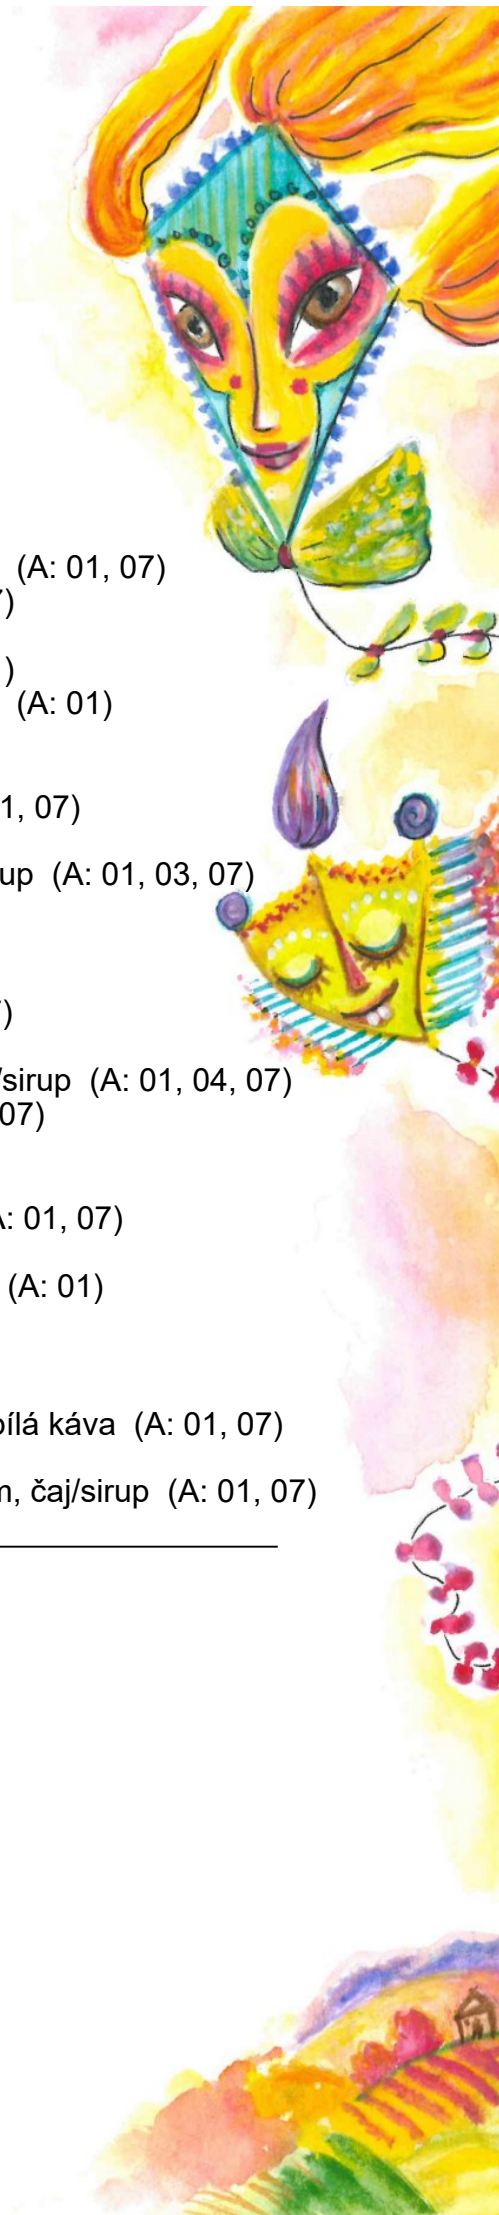 (A: 01, 07)
)
)
(A: 01)
1, 07)
up (A: 01, 03, 07)
)
/sirup (A: 01, 04, 07)
07)
: 01, 07)
(A: 01)
bílá káva (A: 01, 07)
m, čaj/sirup (A: 01, 07)